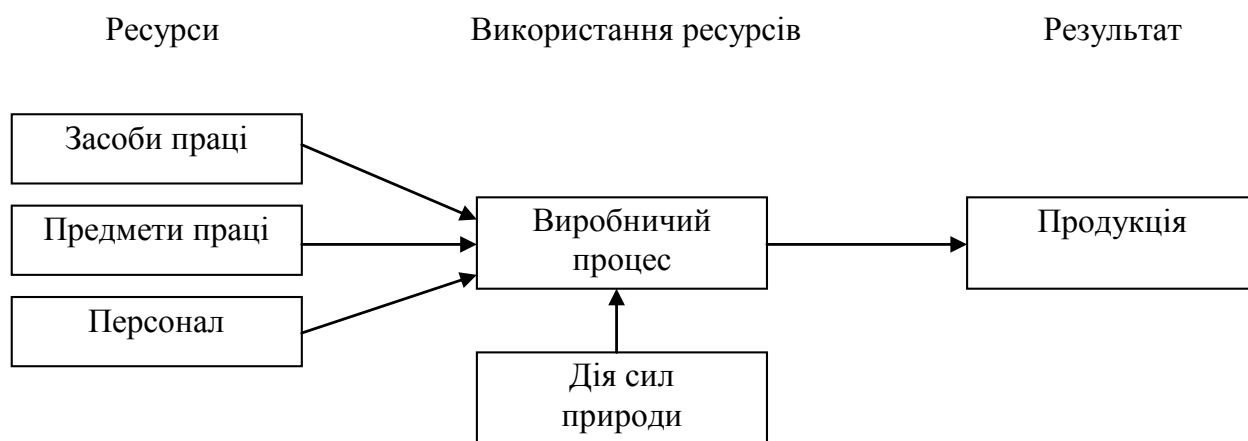 Ресурси
Використання ресурсів
Результат
Засоби праці
Предмети праці
Персонал
Виробничий
процес
Дія сил
природи
Продукція